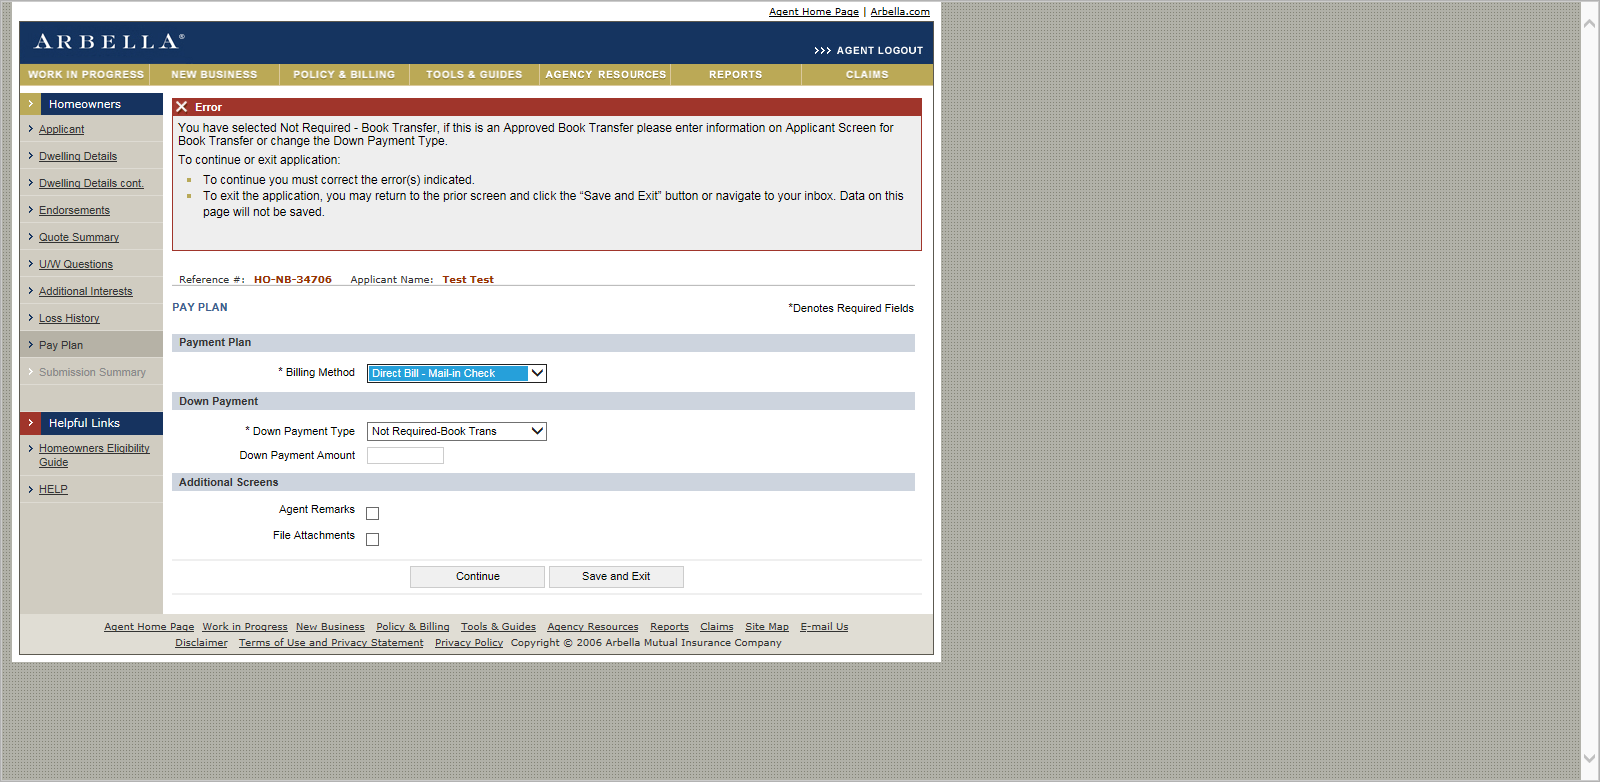 Agent Home Page | Arbella.com
ARBELLA®
>>> AGENT LOGOUT
WORK IN PROGRESS NEW BUSINESS POLICY & BILLING TOOLS & GUIDES AGENCY RESOURCES REPORTS CLAIMS
Homeowners
Applicant
Dwelling Details
Dwelling Details cont.
Endorsements
Quote Summary
U/W Questions
Additional Interests
Loss History
Pay Plan
Submission Summary
Helpful Links
Homeowners Eligibility
Guide
HELP
Error
You have selected Not Required - Book Transfer, if this is an Approved Book Transfer please enter information on Applicant Screen for
Book Transfer or change the Down Payment Type.
To continue or exit application:
To continue you must correct the error(s) indicated.
To exit the application, you may return to the prior screen and click the “Save and Exit” button or navigate to your inbox. Data on this
page will not be saved.
Reference #: HO-NB-34706 Applicant Name: Test Test
PAY PLAN
*Denotes Required Fields
Payment Plan
* Billing Method Direct Bill - Mail-in Check
Down Payment
* Down Payment Type Not Required-Book Trans
Down Payment Amount
Additional Screens
Agent Remarks
File Attachments
Continue Save and Exit
Agent Home Page Work in Progress New Business Policy & Billing Tools & Guides Agency Resources Reports Claims Site Map E-mail Us
Disclaimer Terms of Use and Privacy Statement Privacy Policy Copyright © 2006 Arbella Mutual Insurance Company